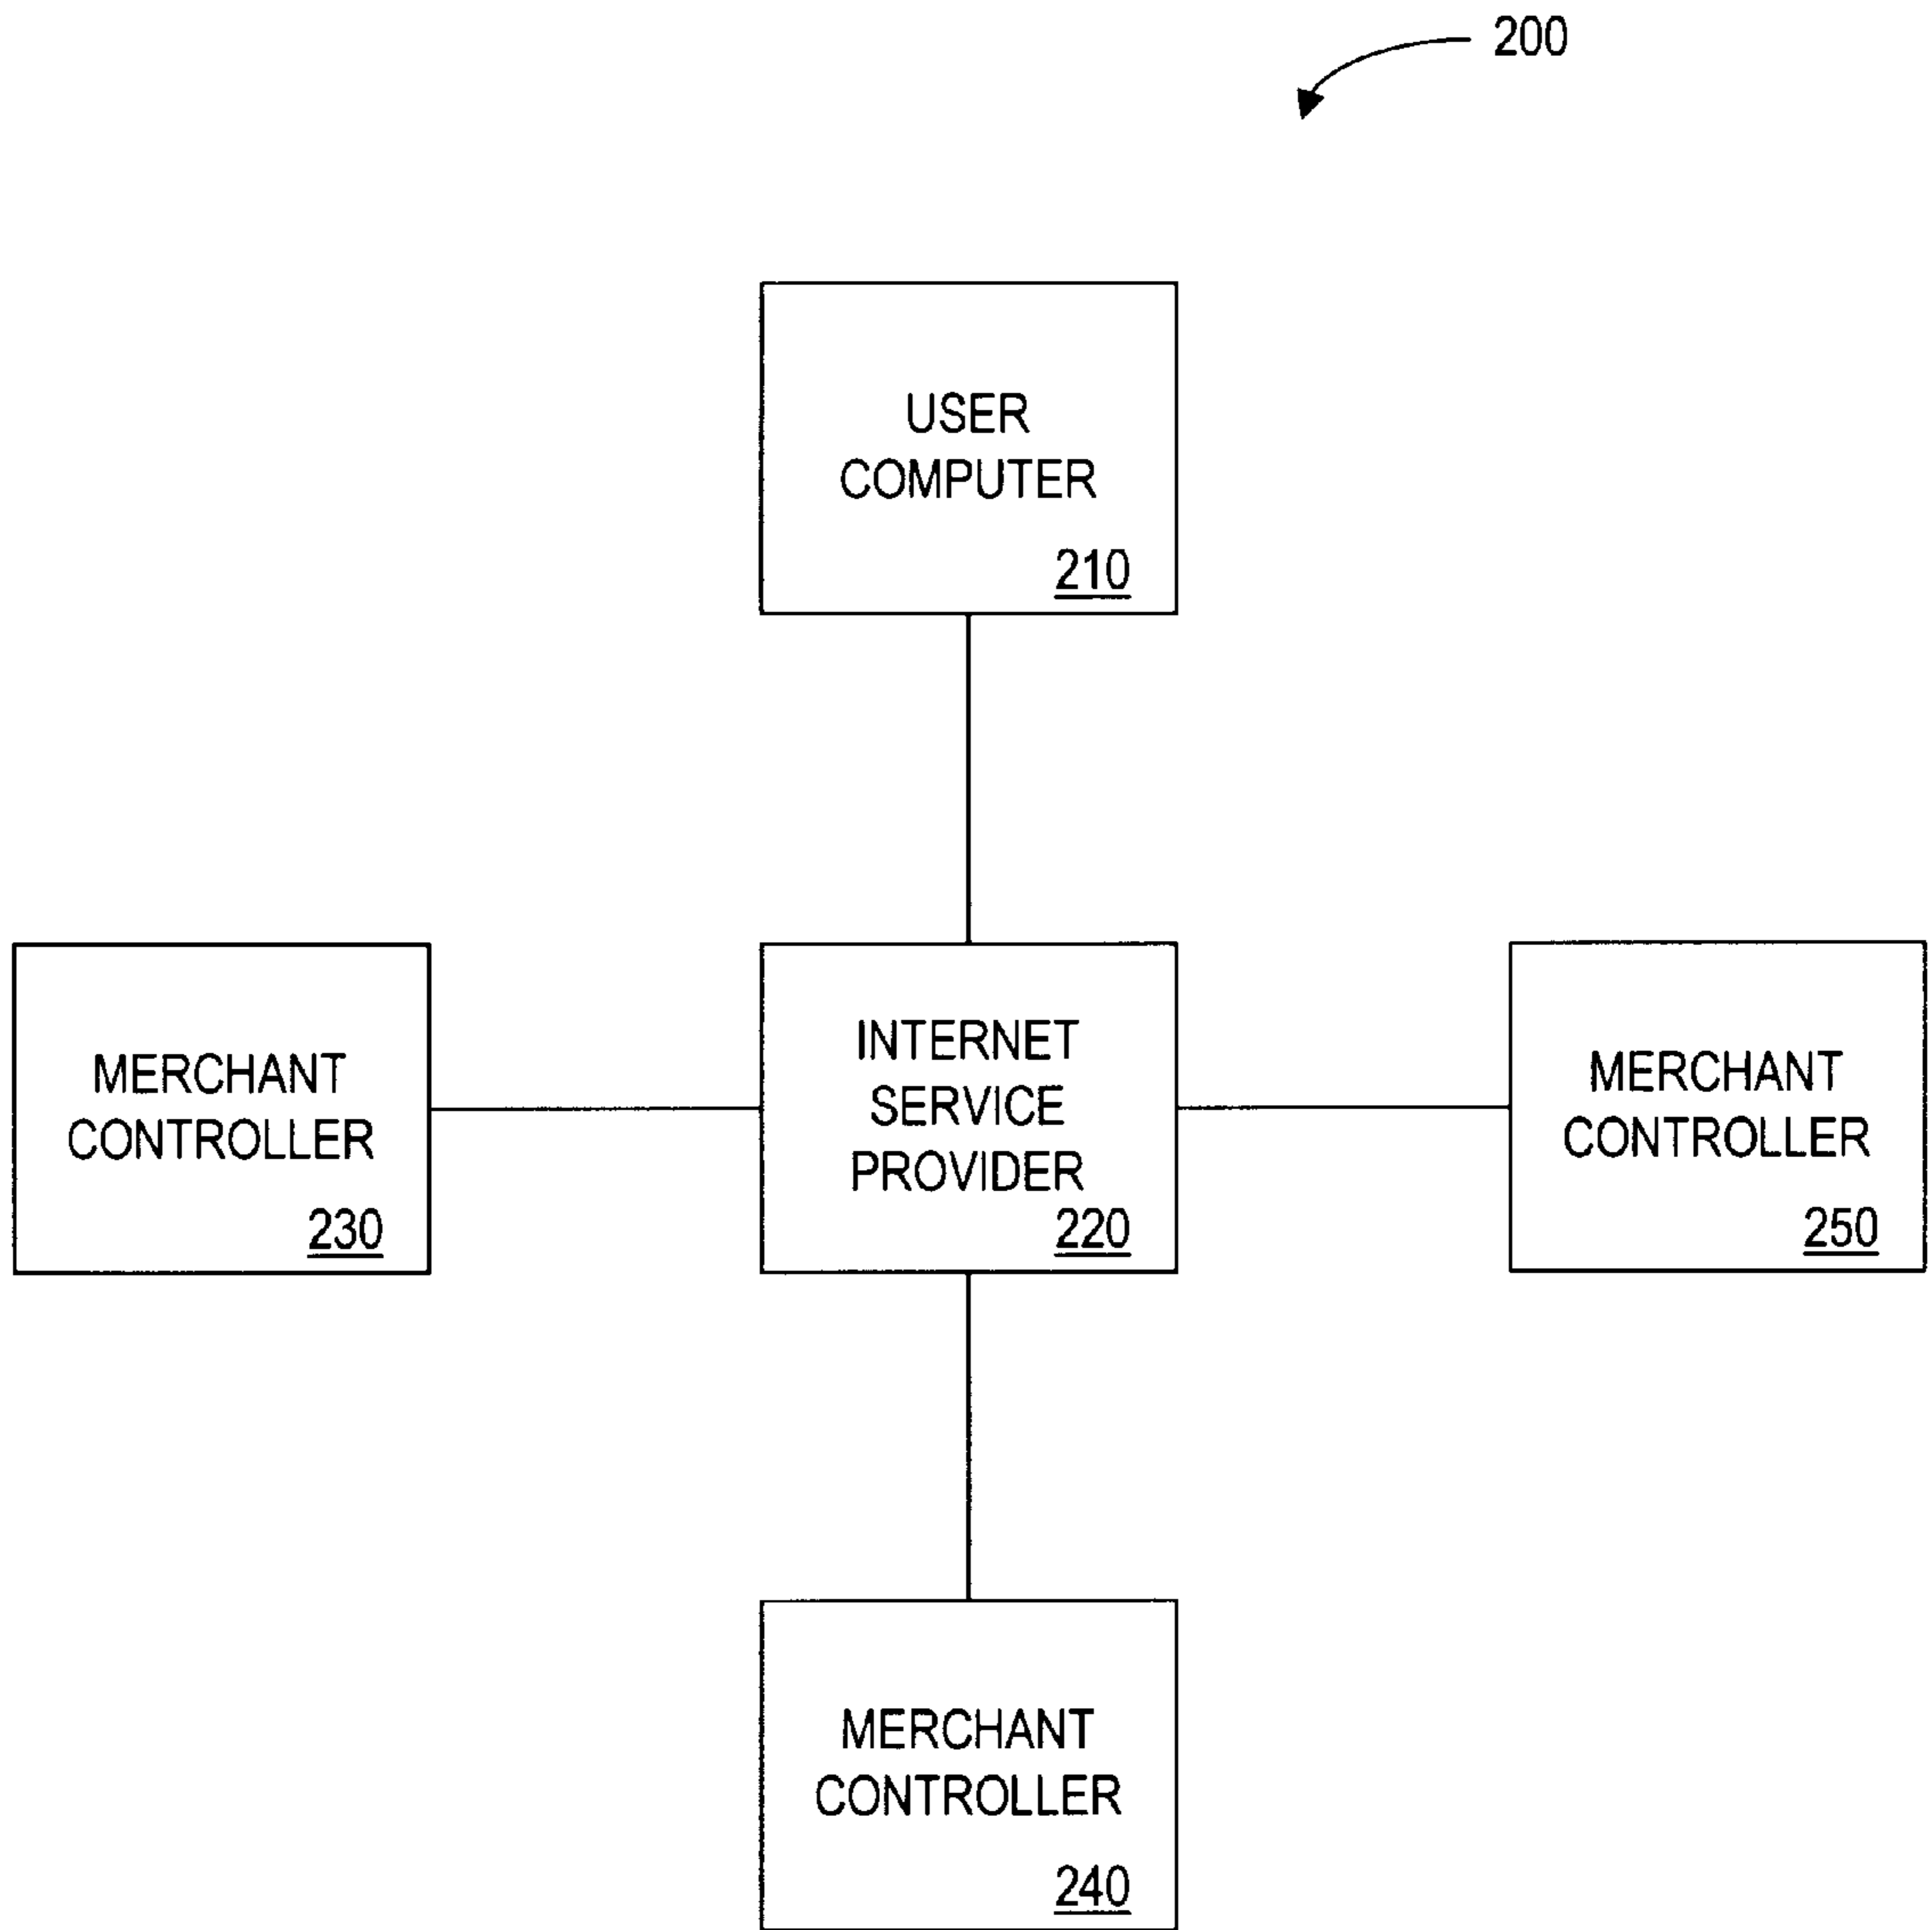 200
USER
COMPUTER
210
MERCHANT
CONTROLLER
230
INTERNET
SERVICE
PROVIDER
220
MERCHANT
CONTROLLER
250
MERCHANT
CONTROLLER
240